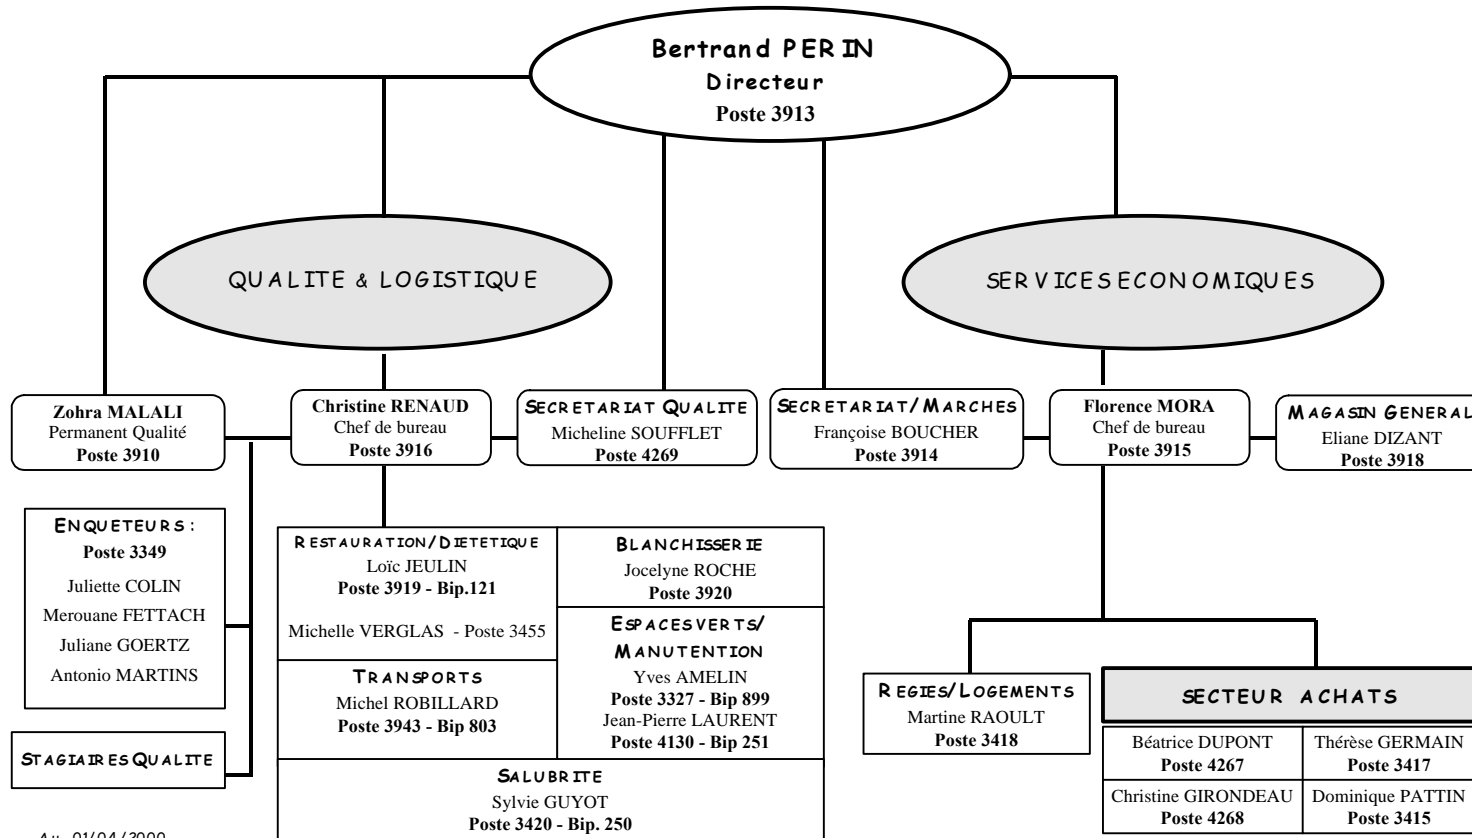 Bertrand PERIN
Directeur
Poste 3913
QUALITE & LOGISTIQUE
SERVICES ECONOMIQUES
Zohra MALALI
Permanent Qualité
Poste 3910
Christine RENAUD
Chef de bureau
Poste 3916
SECRETARIAT QUALITE
Micheline SOUFFLET
Poste 4269
SECRETARIAT/MARCHES
Françoise BOUCHER
Poste 3914
Florence MORA
Chef de bureau
Poste 3915
MAGASIN GENERAL
Eliane DIZANT
Poste 3918
ENQUETEURS :
Poste 3349
Juliette COLIN
Merouane FETTACH
Juliane GOERTZ
Antonio MARTINS
STAGIAIRES QUALITE
RESTAURATION/DIETETIQUE
Loïc JEULIN
Poste 3919 - Bip.121
Michelle VERGLAS - Poste 3455
TRANSPORTS
Michel ROBILLARD
Poste 3943 - Bip 803
BLANCHISSERIE
Jocelyne ROCHE
Poste 3920
ESPACES VERTS/
MANUTENTION
Yves AMELIN
Poste 3327 - Bip 899
Jean-Pierre LAURENT
Poste 4130 - Bip 251
SALUBRITE
Sylvie GUYOT
Poste 3420 - Bip. 250
REGIES/LOGEMENTS
Martine RAOULT
Poste 3418
SECTEUR ACHATS
Béatrice DUPONT
Poste 4267
Thérèse GERMAIN
Poste 3417
Christine GIRONDEAU
Poste 4268
Dominique PATTIN
Poste 3415
Au 01/04/2000